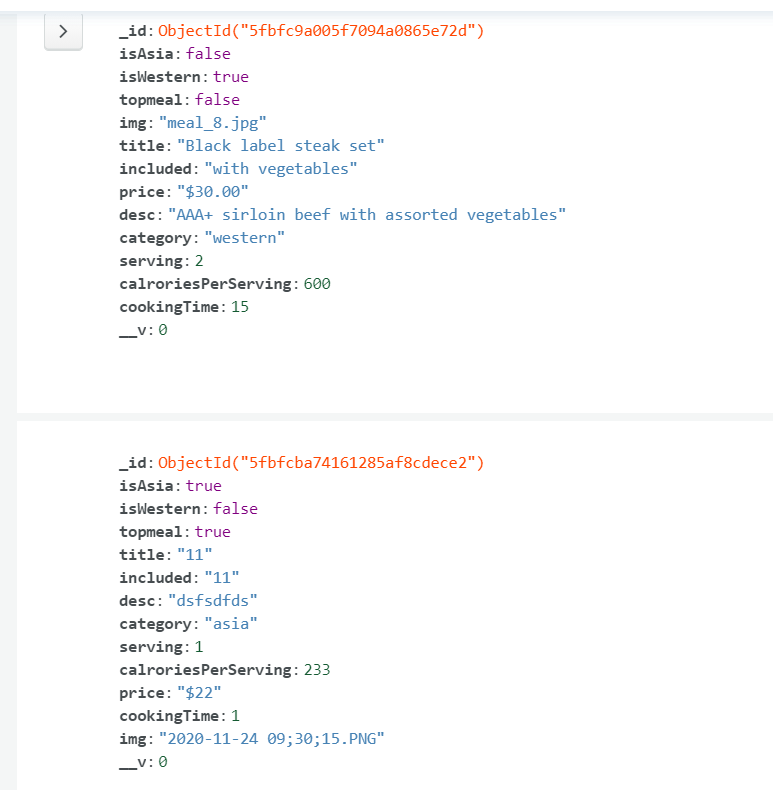 _id: ObjectId("5fbfc9a005f7094a0865e72d")
isAsia: false
isWestern: true
topmeal: false
img: "meal_8.jpg"
title: "Black label steak set"
included: "with vegetables"
price: "$30.00"
desc: "AAA+ sirloin beef with assorted vegetables"
category: "western"
serving: 2
calroriesPerServing: 600
cookingTime: 15
__v: 0
_id: ObjectId("5fbfcba74161285af8cdece2")
isAsia: true
isWestern: false
topmeal: true
title: "11"
included: "11"
desc: "dsfsdfds"
category: "asia"
serving: 1
calroriesPerServing: 233
price: "$22"
cookingTime: 1
img: "2020-11-24 09;30;15.PNG"
__v: 0